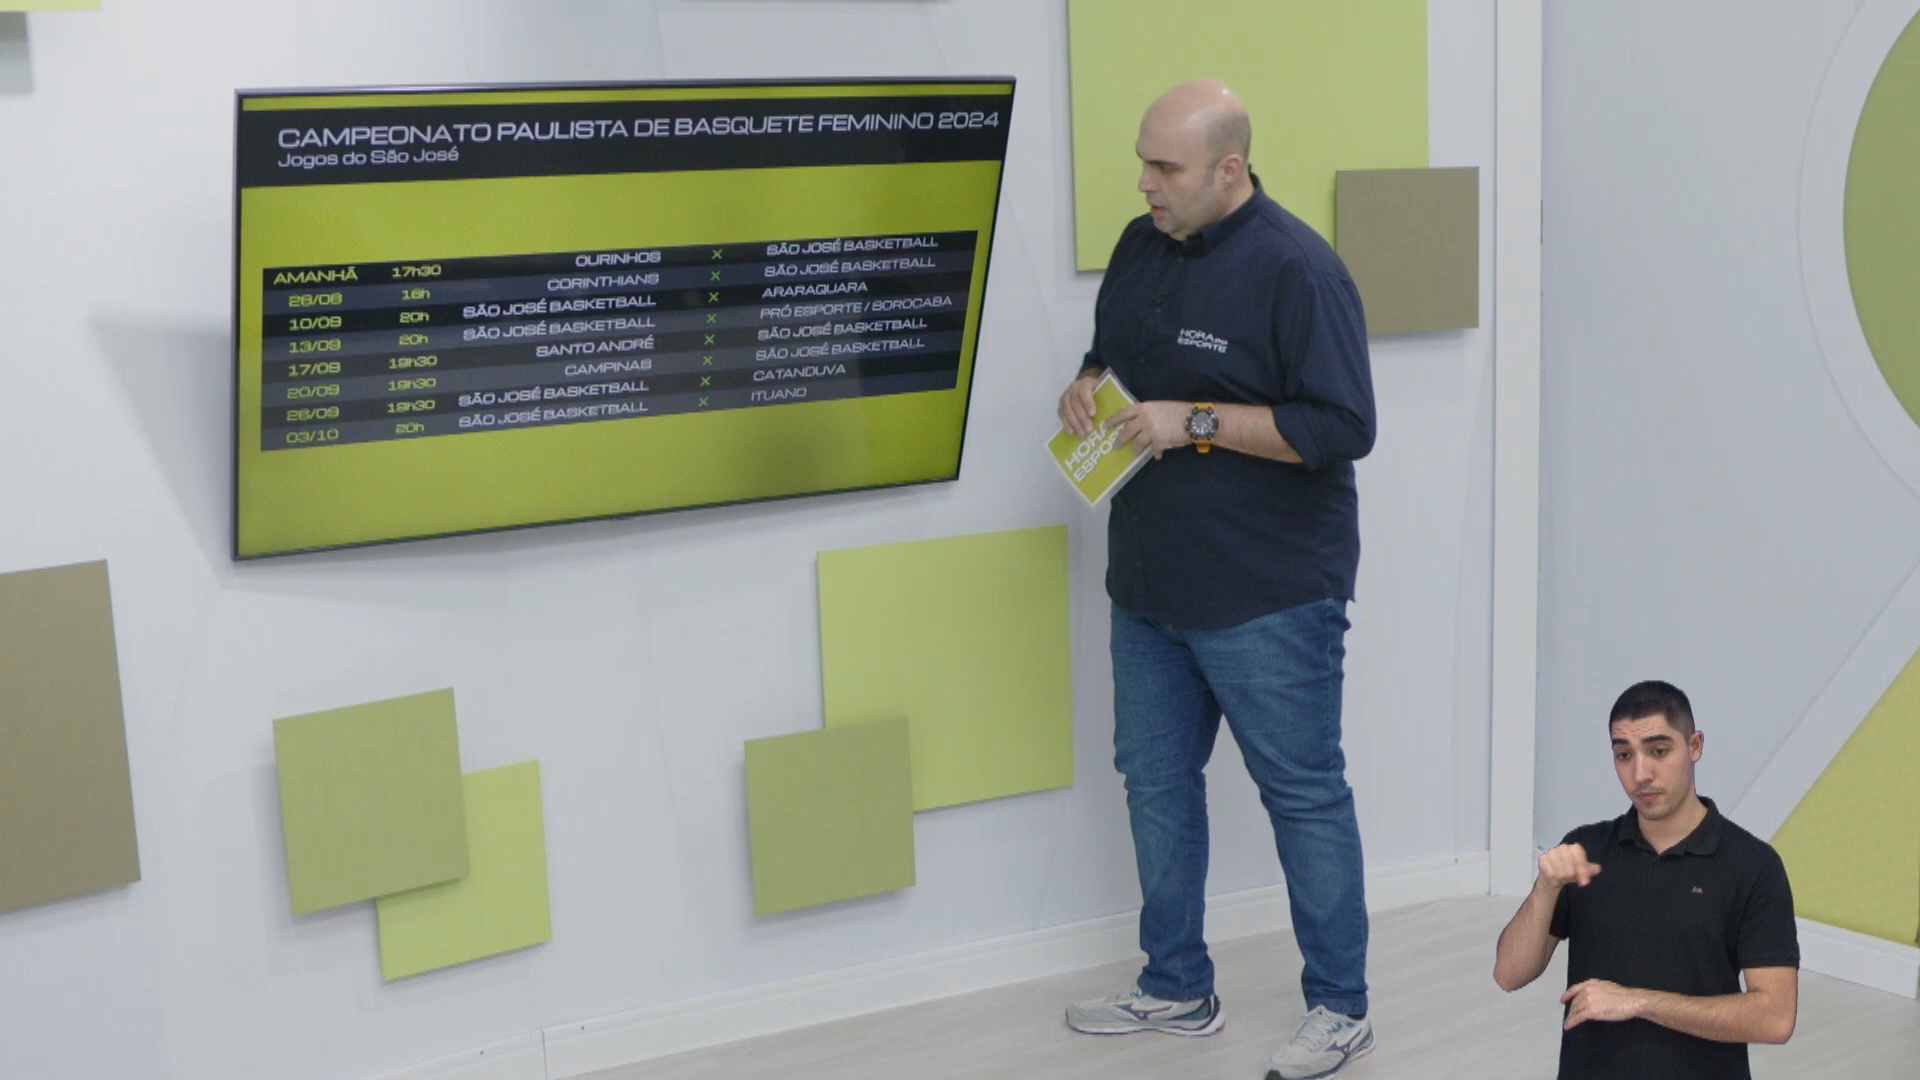 CAMPEONATO PAULISTA DE BASQUETE FEMININO 2024
Jogos do São José
AMANHÃ 17h30 OURINHOS × SÃO JOSÉ BASKETBALL
28/08 16h CORINTHIANS × SÃO JOSÉ BASKETBALL
10/09 20h SÃO JOSÉ BASKETBALL × ARARAQUARA
13/09 20h SÃO JOSÉ BASKETBALL × PRÓ ESPORTE / SOROCABA
17/09 19h30 SANTO ANDRÉ × SÃO JOSÉ BASKETBALL
20/09 19h30 CAMPINAS × SÃO JOSÉ BASKETBALL
26/09 19h30 SÃO JOSÉ BASKETBALL × CATANDUVA
03/10 20h SÃO JOSÉ BASKETBALL × ITUANO
HORA DO
ESPORTE
HORA
ESPORT